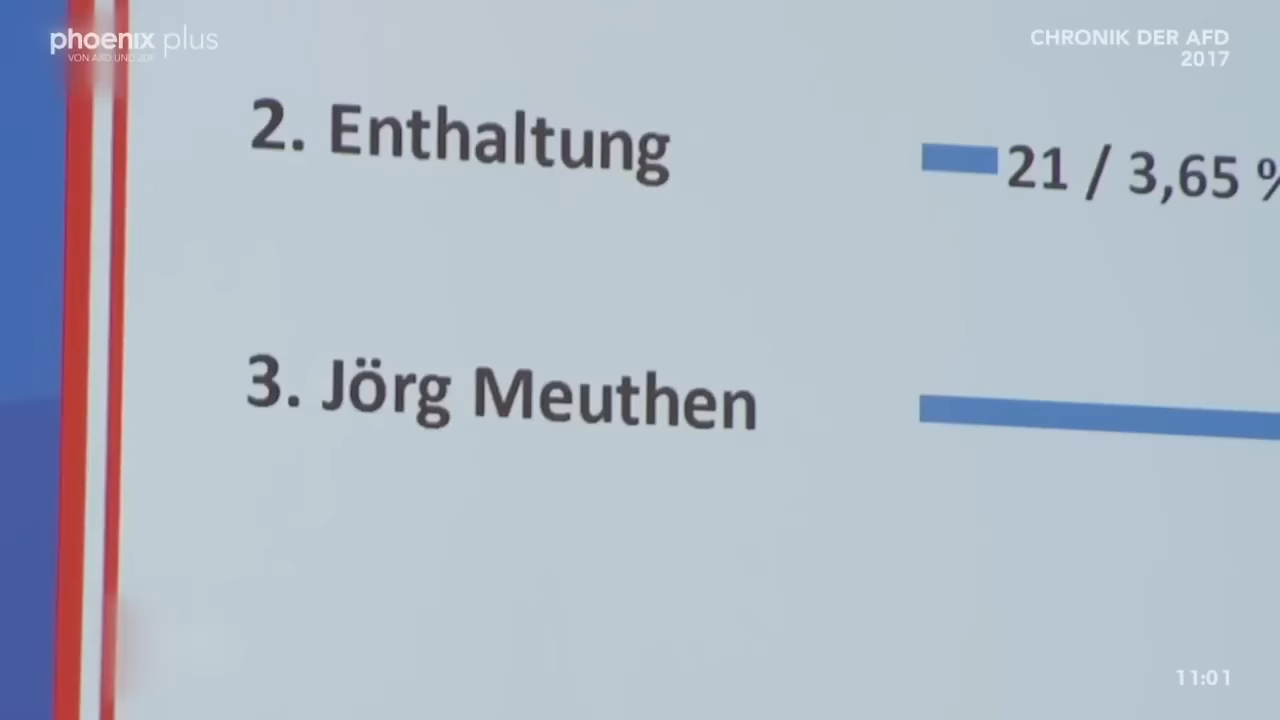 phoenix plus
VON ARD UND ZDF
CHRONIK DER AFD
2017
2. Enthaltung
21 / 3,65 %
3. Jörg Meuthen
11:01